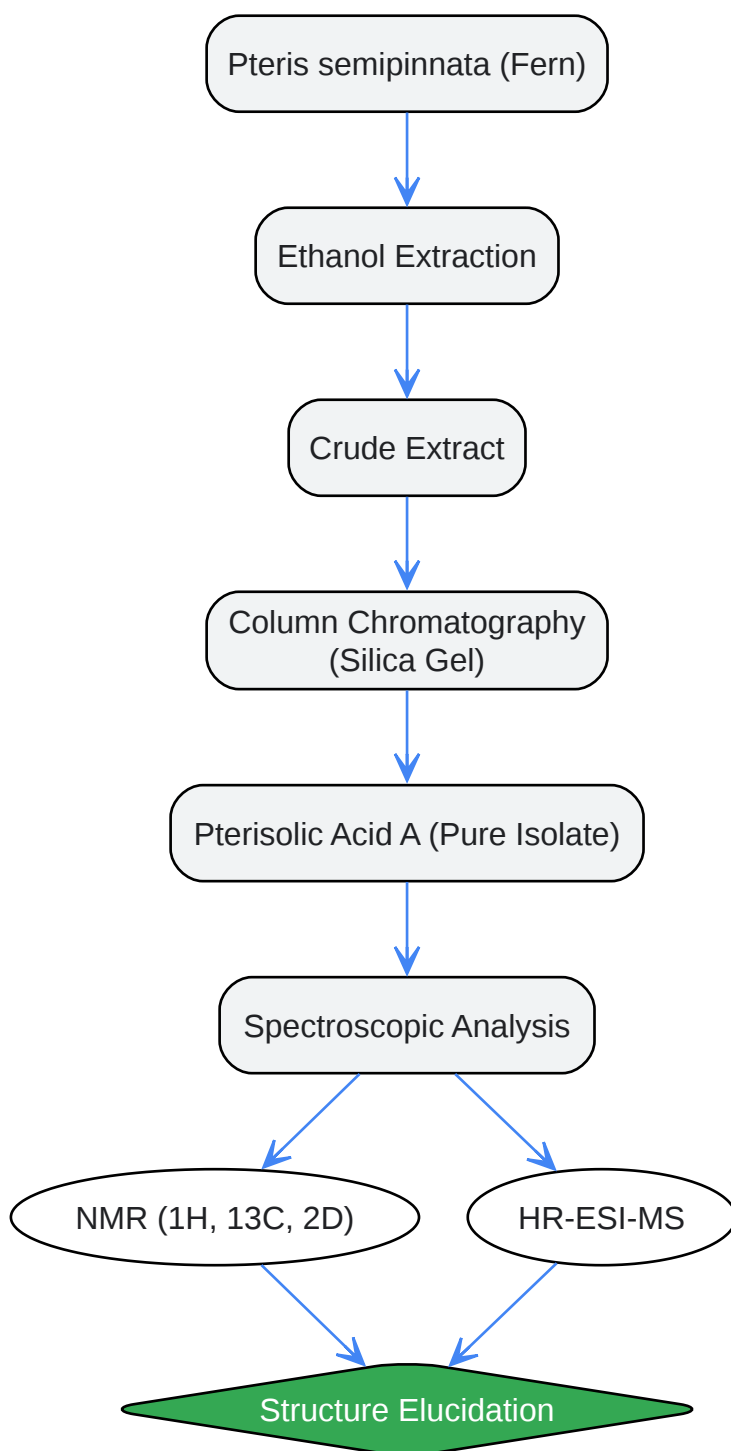 Pteris semipinnata (Fern)
Ethanol Extraction
Crude Extract
Column Chromatography
(Silica Gel)
Pterisolic Acid A (Pure Isolate)
Spectroscopic Analysis
NMR (1H, 13C, 2D)
HR-ESI-MS
Structure Elucidation